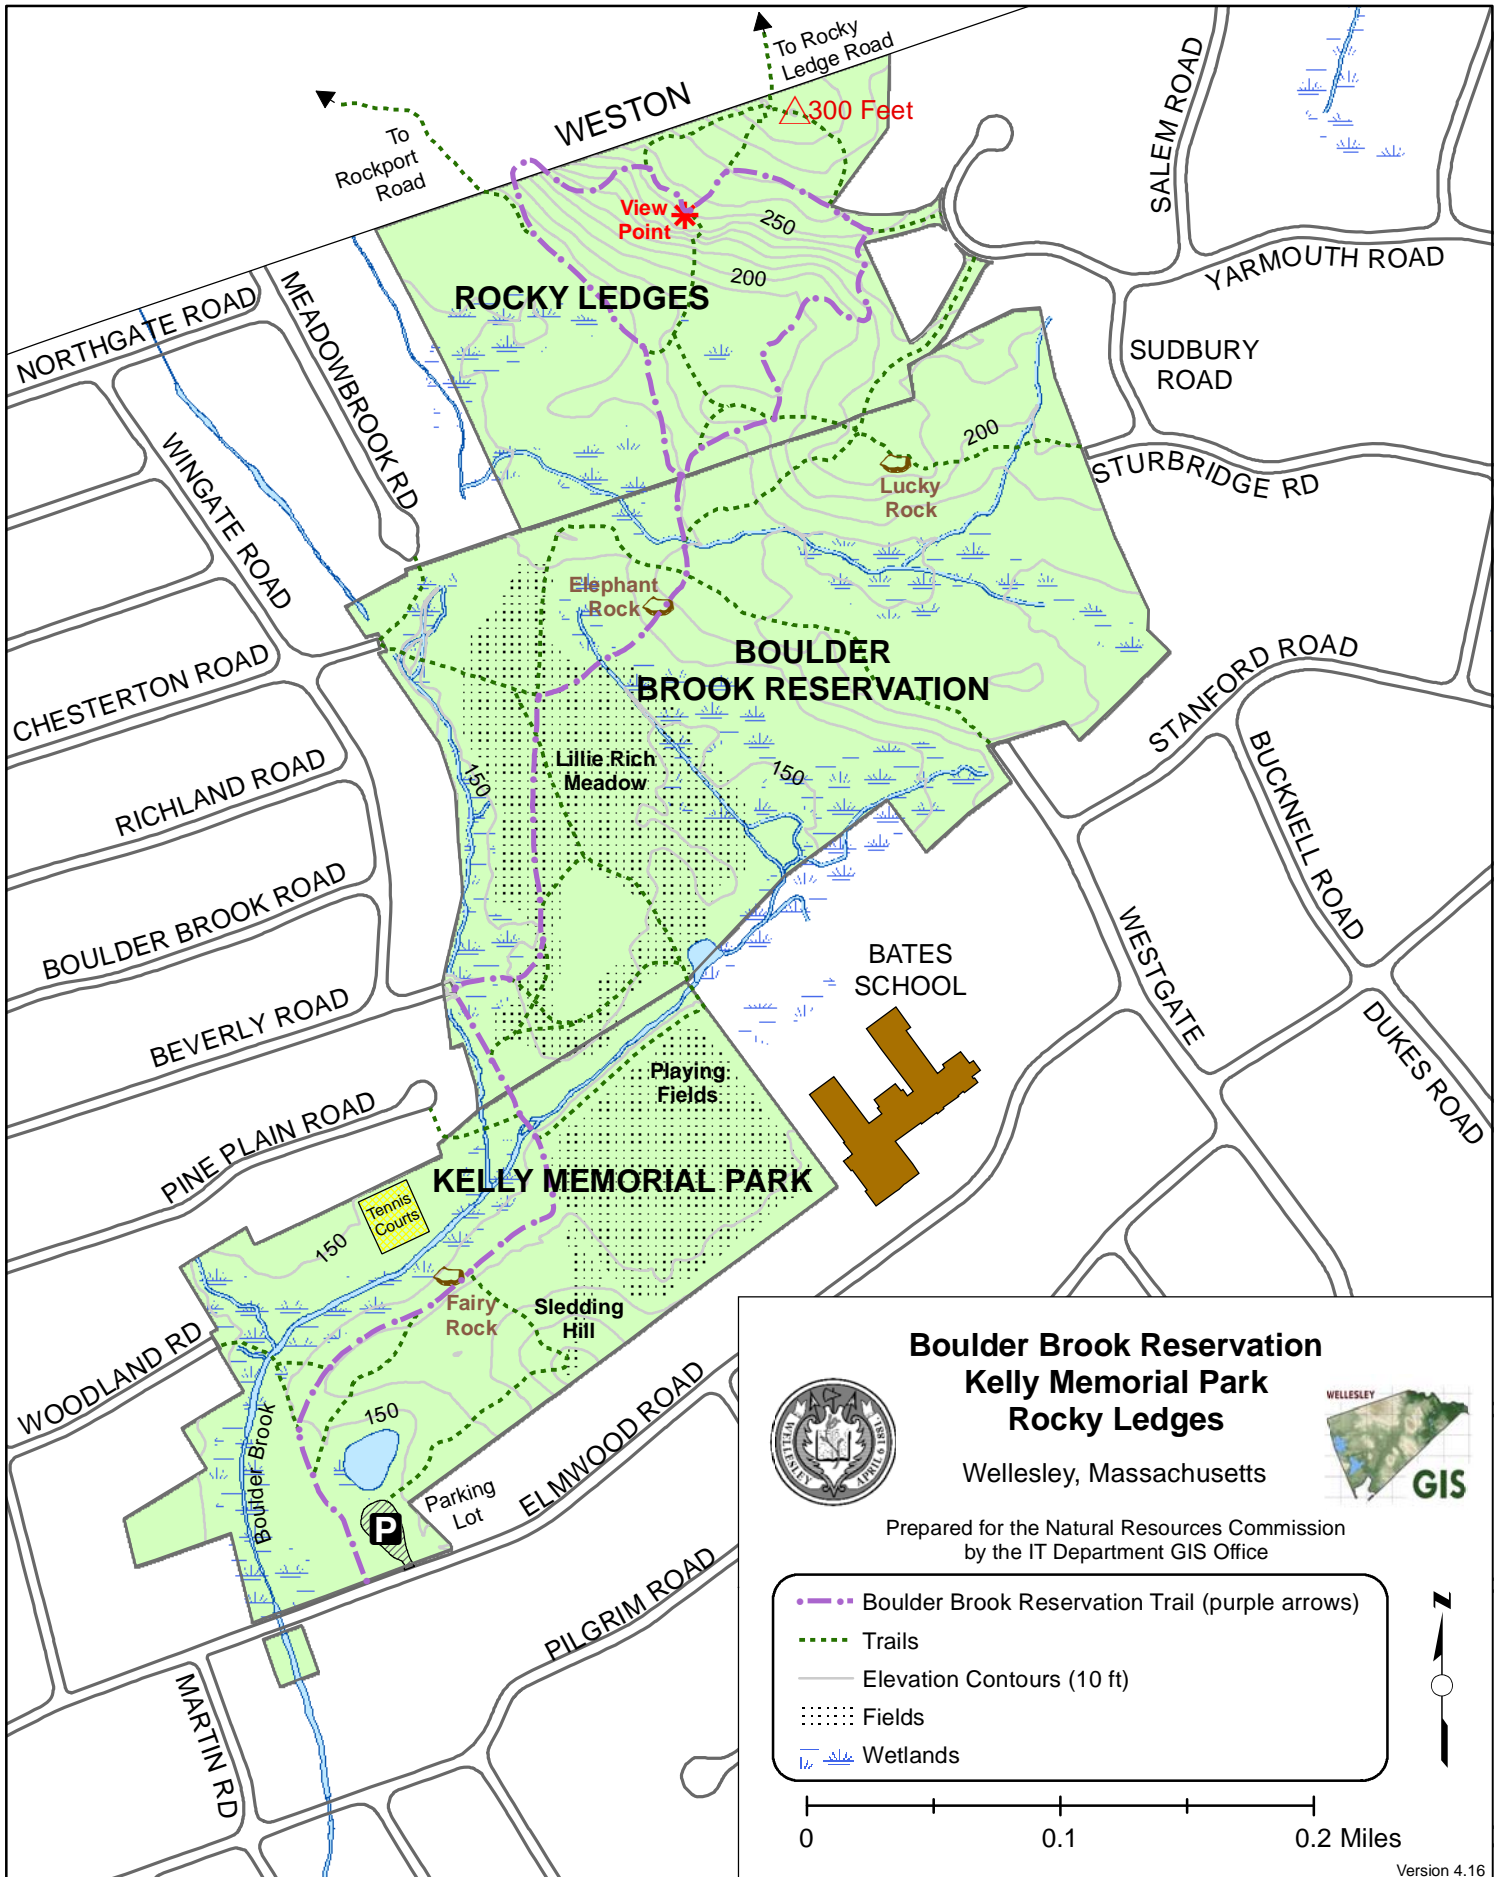 To Rocky
Ledge Road
WESTON
300 Feet
To
Rockport
Road
SALEM ROAD
View
Point
250
200
YARMOUTH ROAD
ROCKY LEDGES
NORTHGATE ROAD
MEADOWBROOK RD
SUDBURY
ROAD
WINGATE ROAD
200
STURBRIDGE RD
Lucky
Rock
Elephant
Rock
BOULDER
BROOK RESERVATION
CHESTERTON ROAD
STANFORD ROAD
RICHLAND ROAD
150
Lillie Rich
Meadow
150
BUCKNELL ROAD
BOULDER BROOK ROAD
BATES
SCHOOL
WESTGATE
BEVERLY ROAD
DUKES ROAD
Playing
Fields
PINE PLAIN ROAD
KELLY MEMORIAL PARK
Tennis
Courts
150
Fairy
Rock
Sledding
Hill
WOODLAND RD
150
Boulder Brook
ELMWOOD ROAD
Parking
Lot
P
PILGRIM ROAD
MARTIN RD
Boulder Brook Reservation
Kelly Memorial Park
Rocky Ledges
WELLESLEY
APRIL 6 1881.
WELLESLEY
GIS
Wellesley, Massachusetts
Prepared for the Natural Resources Commission
by the IT Department GIS Office
Boulder Brook Reservation Trail (purple arrows)
Trails
Elevation Contours (10 ft)
Fields
Wetlands
N
0 0.1 0.2 Miles
Version 4.16